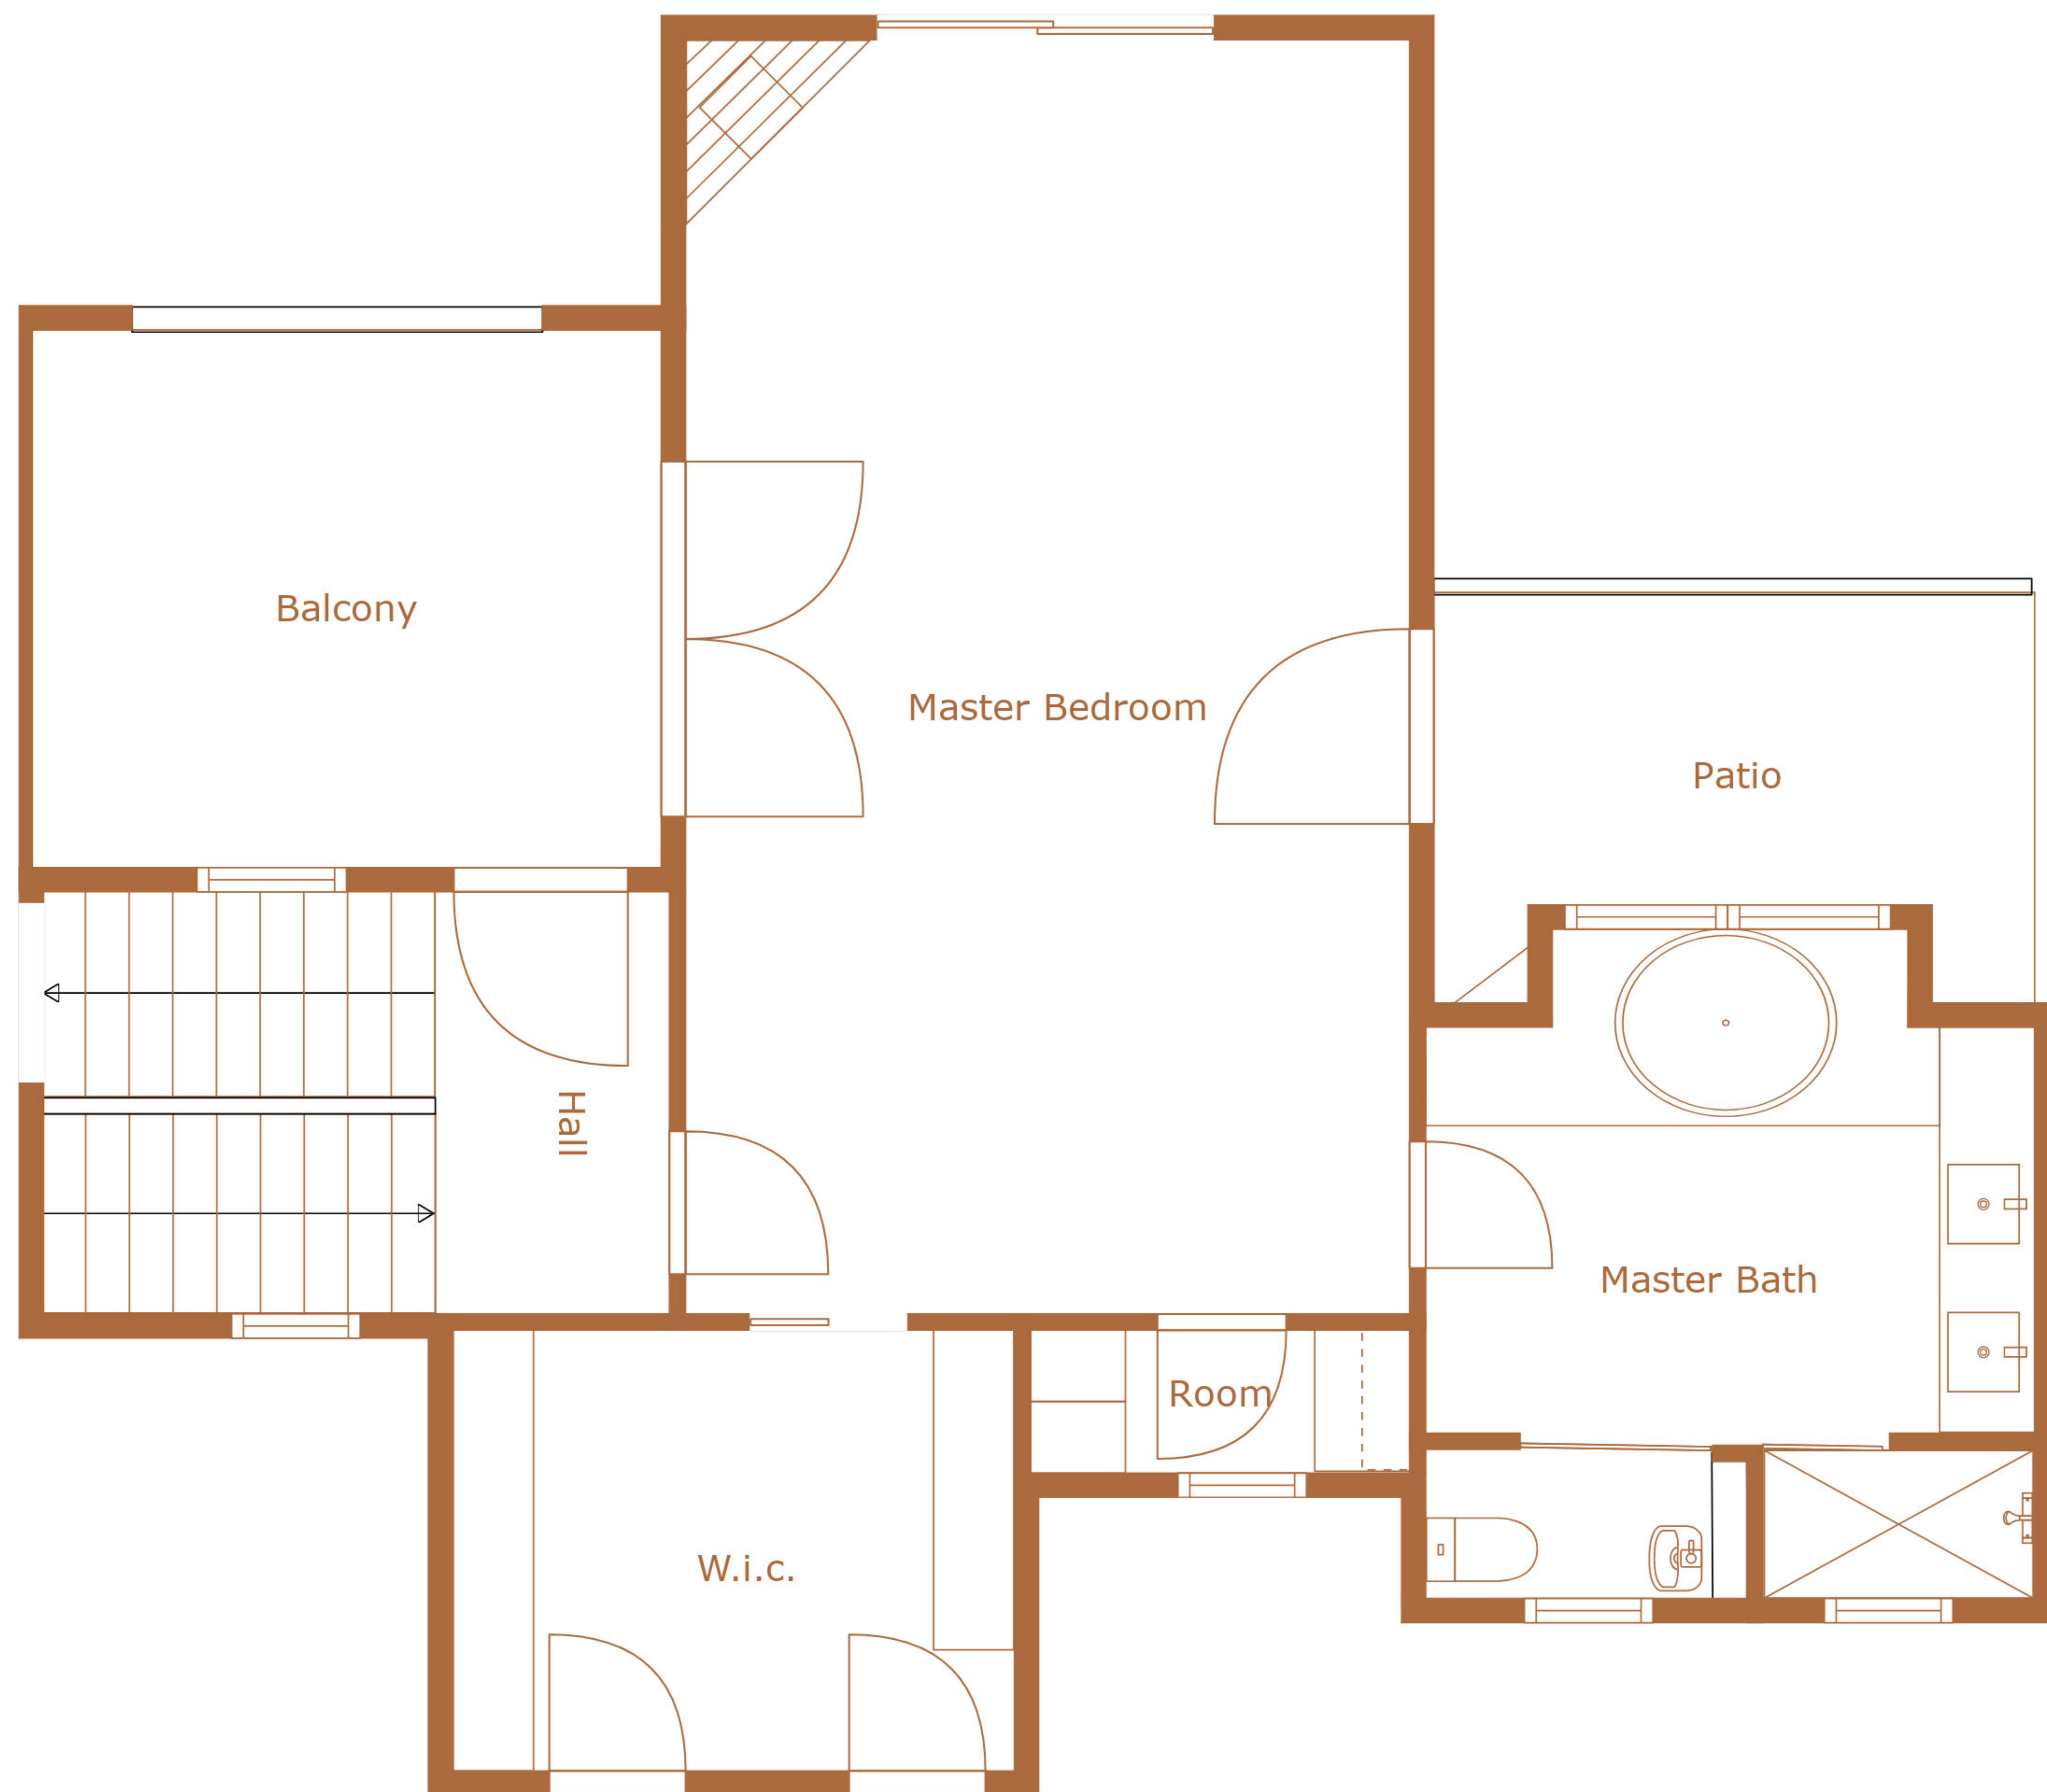 Balcony
Master Bedroom
Patio
Hall
Master Bath
Room
W.i.c.